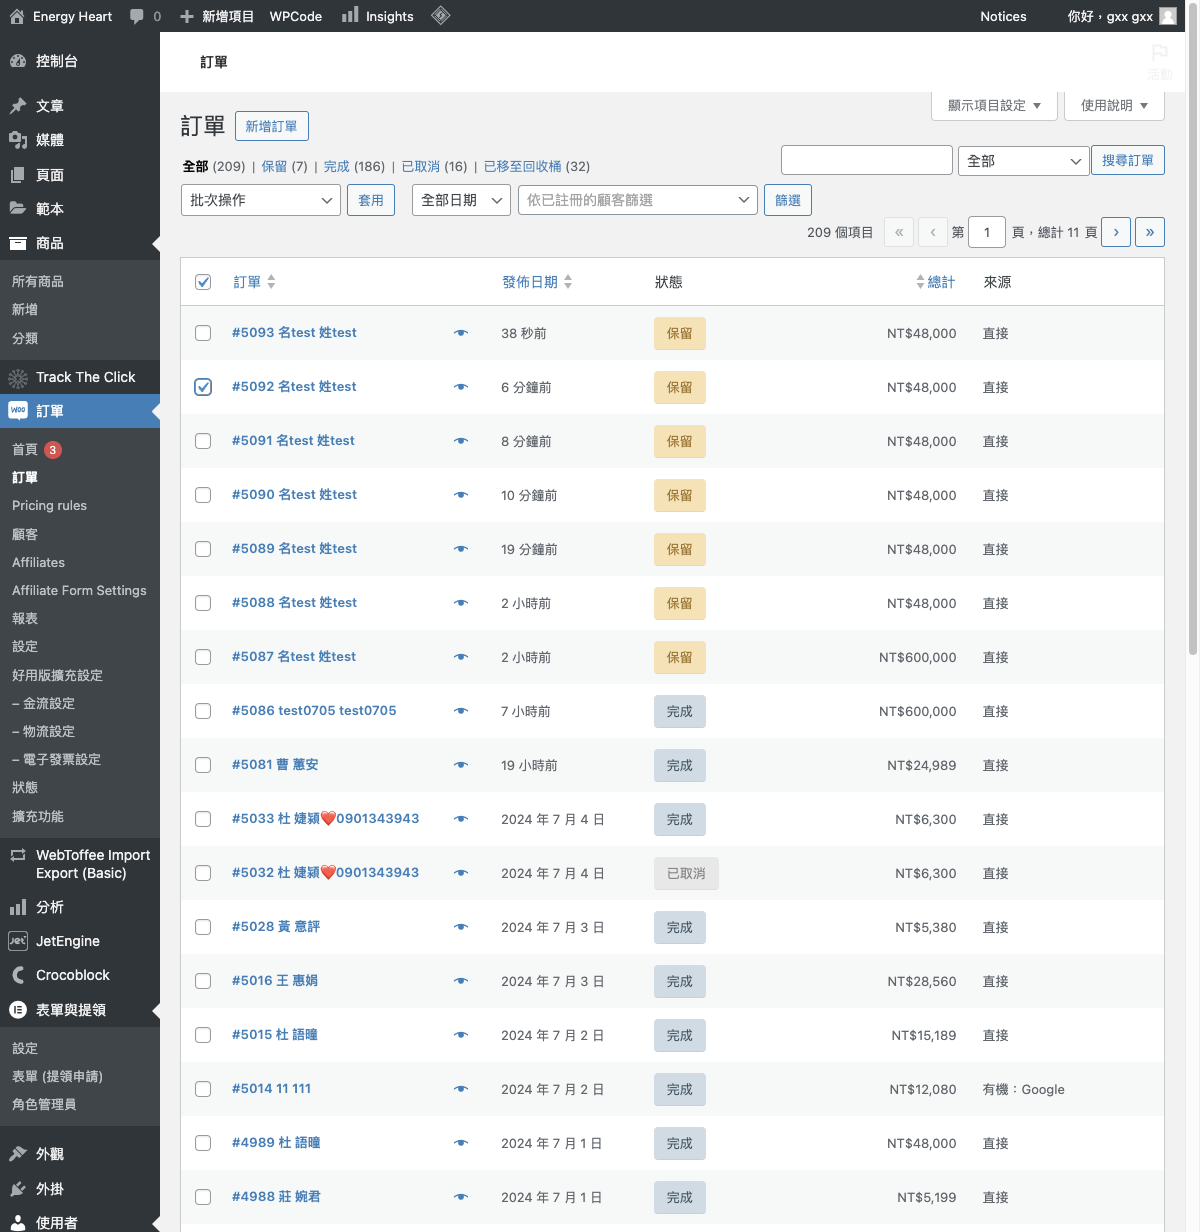 Energy Heart 0 新增項目 WPCode Insights Notices 你好，gxx gxx
控制台
文章
媒體
頁面
範本
商品
所有商品
新增
分類
Track The Click
訂單
首頁 3
訂單
Pricing rules
顧客
Affiliates
Affiliate Form Settings
報表
設定
好用版擴充設定
– 金流設定
– 物流設定
– 電子發票設定
狀態
擴充功能
WebToffee Import
Export (Basic)
分析
JetEngine
Crocoblock
表單與提領
設定
表單 (提領申請)
角色管理員
外觀
外掛
使用者
訂單
活動
顯示項目設定 ▼ 使用說明 ▼
訂單 新增訂單
全部 (209) | 保留 (7) | 完成 (186) | 已取消 (16) | 已移至回收桶 (32)
全部 搜尋訂單
批次操作 套用 全部日期 依已註冊的顧客篩選 篩選
209 個項目 « ‹ 第 1 頁，總計 11 頁 › »
訂單 發佈日期 狀態 總計 來源
#5093 名test 姓test 38 秒前 保留 NT$48,000 直接
#5092 名test 姓test 6 分鐘前 保留 NT$48,000 直接
#5091 名test 姓test 8 分鐘前 保留 NT$48,000 直接
#5090 名test 姓test 10 分鐘前 保留 NT$48,000 直接
#5089 名test 姓test 19 分鐘前 保留 NT$48,000 直接
#5088 名test 姓test 2 小時前 保留 NT$48,000 直接
#5087 名test 姓test 2 小時前 保留 NT$600,000 直接
#5086 test0705 test0705 7 小時前 完成 NT$600,000 直接
#5081 曹 蕙安 19 小時前 完成 NT$24,989 直接
#5033 杜 婕穎❤️0901343943 2024 年 7 月 4 日 完成 NT$6,300 直接
#5032 杜 婕穎❤️0901343943 2024 年 7 月 4 日 已取消 NT$6,300 直接
#5028 黃 意評 2024 年 7 月 3 日 完成 NT$5,380 直接
#5016 王 惠娟 2024 年 7 月 3 日 完成 NT$28,560 直接
#5015 杜 語曈 2024 年 7 月 2 日 完成 NT$15,189 直接
#5014 11 111 2024 年 7 月 2 日 完成 NT$12,080 有機：Google
#4989 杜 語曈 2024 年 7 月 1 日 完成 NT$48,000 直接
#4988 莊 婉君 2024 年 7 月 1 日 完成 NT$5,199 直接